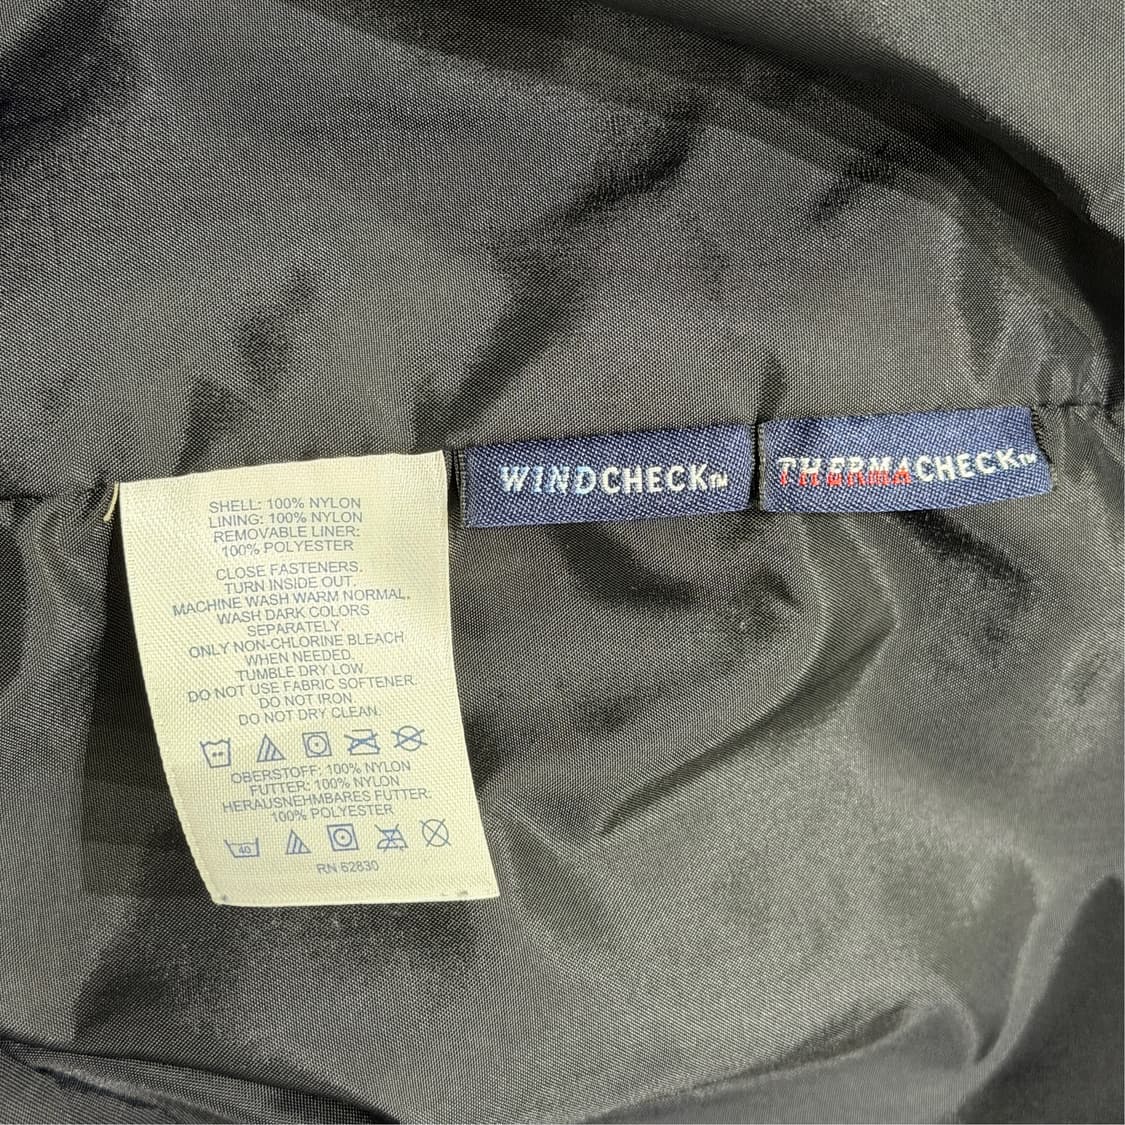 SHELL: 100% NYLON
LINING: 100% NYLON
REMOVABLE LINER:
100% POLYESTER
CLOSE FASTENERS.
TURN INSIDE OUT.
MACHINE WASH WARM NORMAL.
WASH DARK COLORS
SEPARATELY.
ONLY NON-CHLORINE BLEACH
WHEN NEEDED.
TUMBLE DRY LOW.
DO NOT USE FABRIC SOFTENER.
DO NOT IRON.
DO NOT DRY CLEAN.
OBERSTOFF: 100% NYLON
FUTTER: 100% NYLON
HERAUSNEHMBARES FUTTER:
100% POLYESTER
40
RN 62830
WINDCHECK™
THERMACHECK™